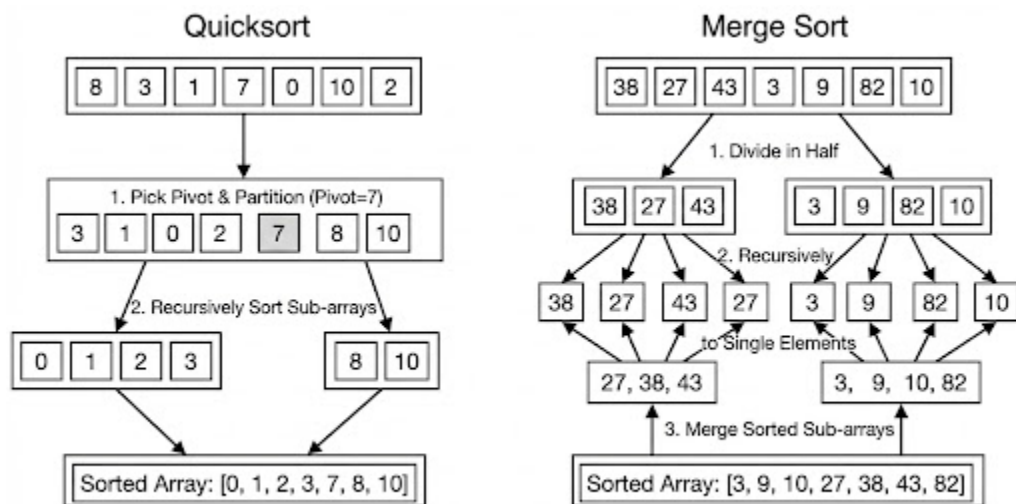 Quicksort
8 3 1 7 0 10 2
1. Pick Pivot & Partition (Pivot=7)
3 1 0 2 7 8 10
2. Recursively Sort Sub-arrays
0 1 2 3
8 10
Sorted Array: [0, 1, 2, 3, 7, 8, 10]
Merge Sort
38 27 43 3 9 82 10
1. Divide in Half
38 27 43
3 9 82 10
2. Recursively
38 27 43 27 3 9 82 10
to Single Elements
27, 38, 43
3, 9, 10, 82
3. Merge Sorted Sub-arrays
Sorted Array: [3, 9, 10, 27, 38, 43, 82]